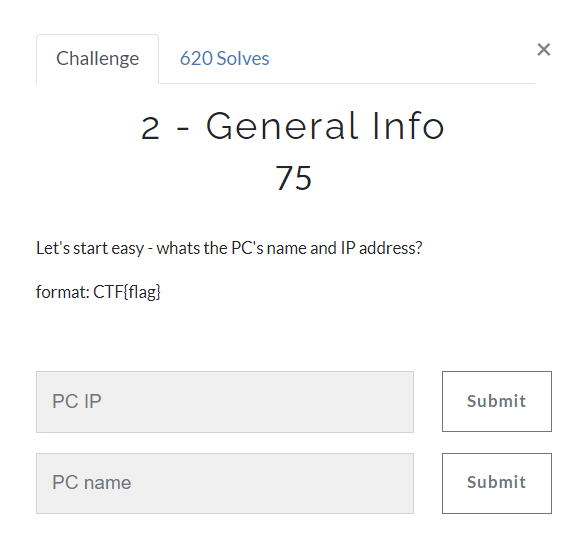 Challenge
620 Solves
×
2 - General Info
75
Let's start easy - whats the PC's name and IP address?
format: CTF{flag}
PC IP
Submit
PC name
Submit